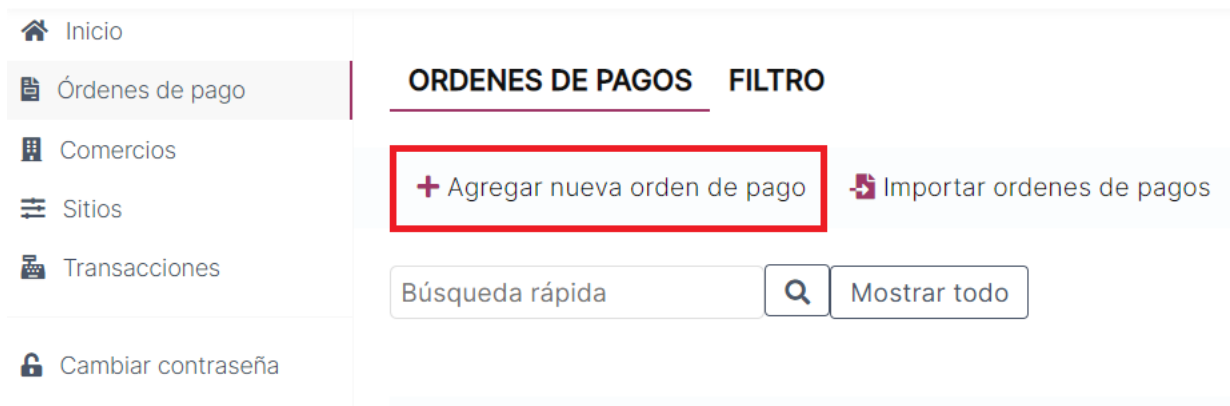 Inicio
Órdenes de pago
Comercios
Sitios
Transacciones
Cambiar contraseña
ORDENES DE PAGOS FILTRO
Agregar nueva orden de pago Importar ordenes de pagos
Búsqueda rápida Mostrar todo